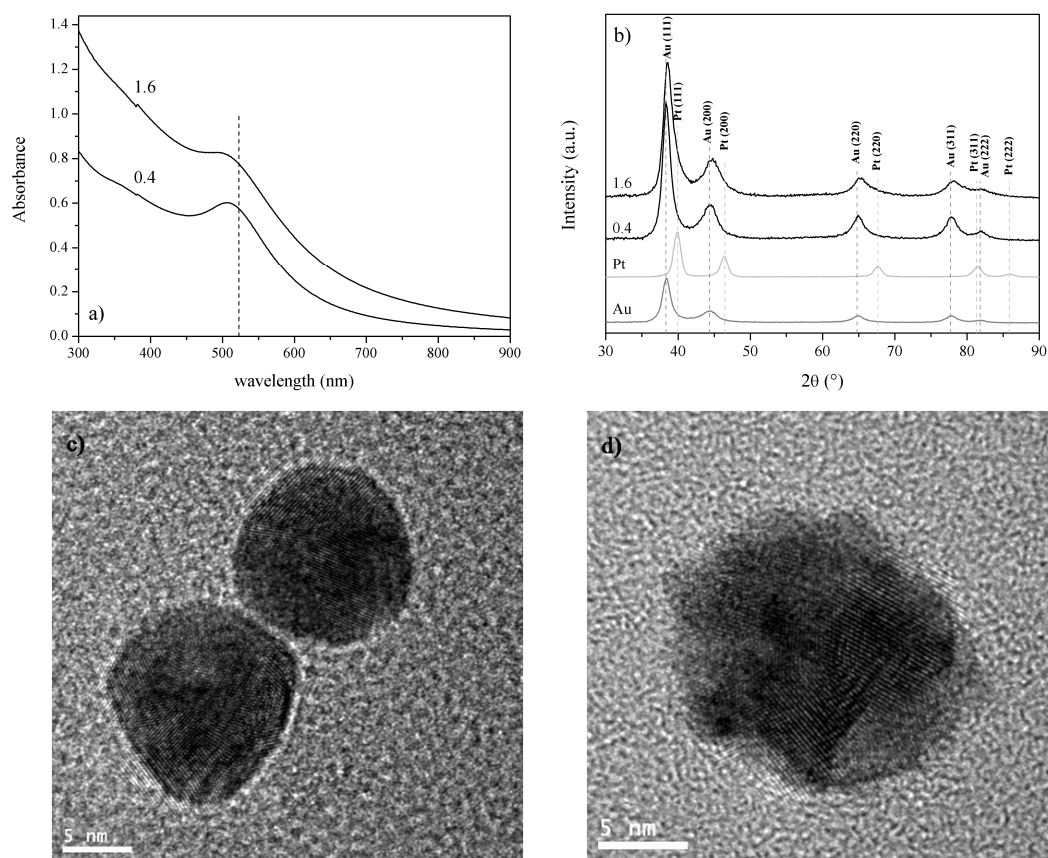 1.4
1.2
1.0
0.8
0.6
0.4
0.2
0.0
Absorbance
1.6
0.4
a)
300 400 500 600 700 800 900
wavelength (nm)
b)
Au (111)
Pt (111)
Au (200)
Pt (200)
Au (220)
Pt (220)
Au (311)
Pt (311)
Au (222)
Pt (222)
Intensity (a.u.)
1.6
0.4
Pt
Au
30 40 50 60 70 80 90
2θ (°)
c)
5 nm
d)
5 nm